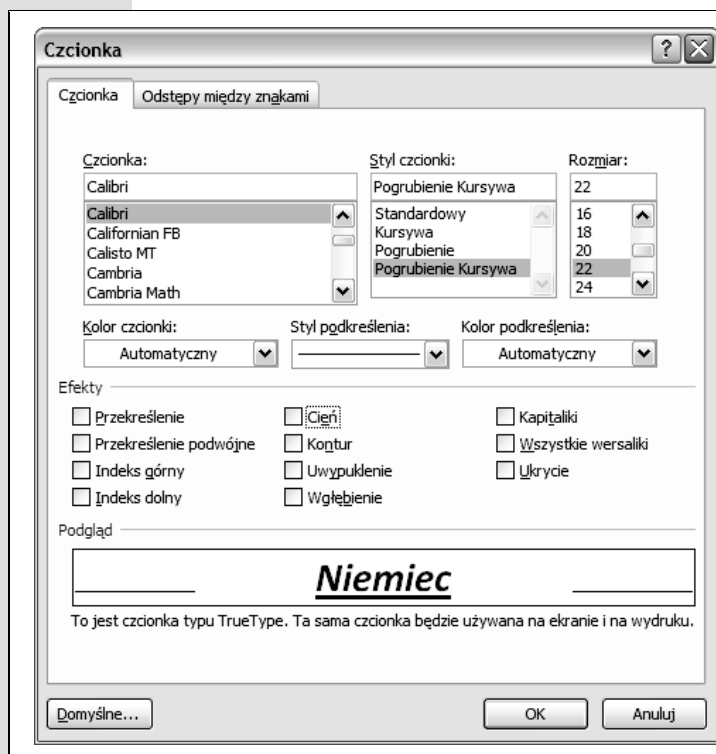 Czcionka
Czcionka Odstępy między znakami
Czcionka: Styl czcionki: Rozmiar:
Calibri Pogrubienie Kursywa 22
Calibri Standardowy 16
Californian FB Kursywa 18
Calisto MT Pogrubienie 20
Cambria Pogrubienie Kursywa 22
Cambria Math 24
Kolor czcionki: Styl podkreślenia: Kolor podkreślenia:
Automatyczny Automatyczny
Efekty
Przekreślenie Cień Kapitaliki
Przekreślenie podwójne Kontur Wszystkie wersaliki
Indeks górny Uwypuklenie Ukrycie
Indeks dolny Wgłębienie
Podgląd
Niemiec
To jest czcionka typu TrueType. Ta sama czcionka będzie używana na ekranie i na wydruku.
Domyślne... OK Anuluj